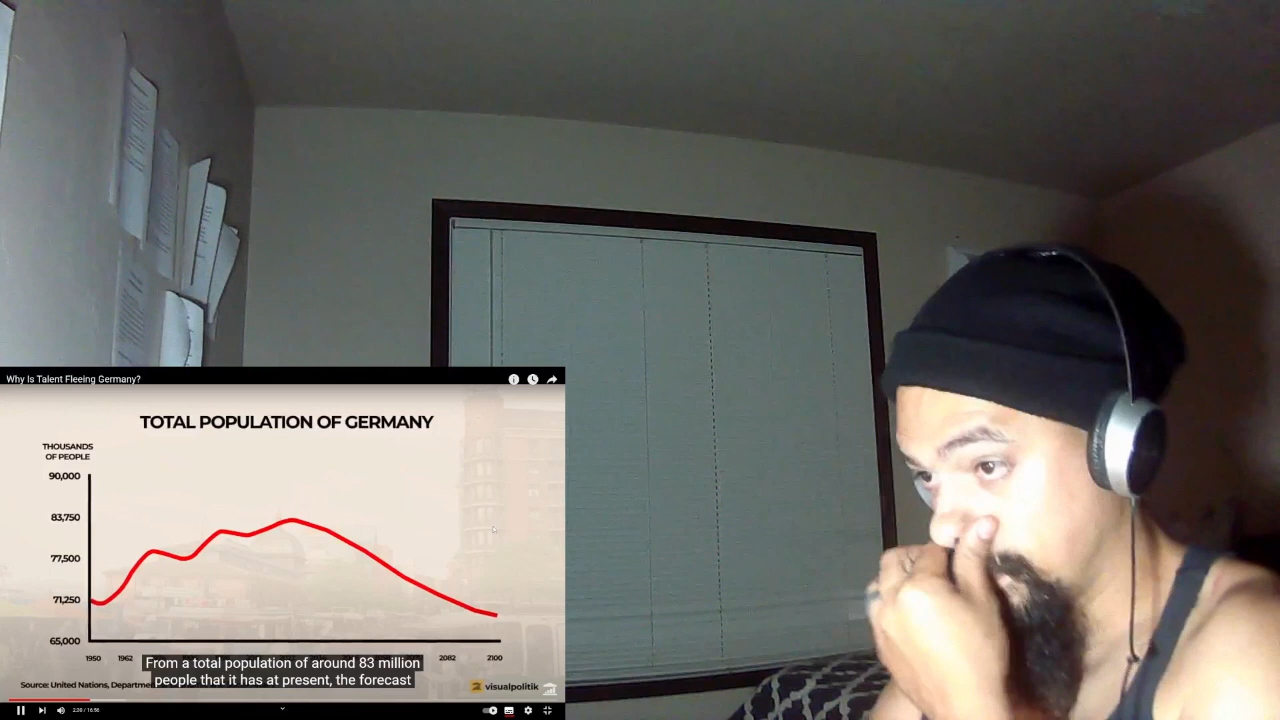 Why Is Talent Fleeing Germany?
TOTAL POPULATION OF GERMANY
THOUSANDS
OF PEOPLE
90,000
83,750
77,500
71,250
65,000
1950 1962 2082 2100
From a total population of around 83 million
people that it has at present, the forecast
Source: United Nations, Departme
visualpolitik